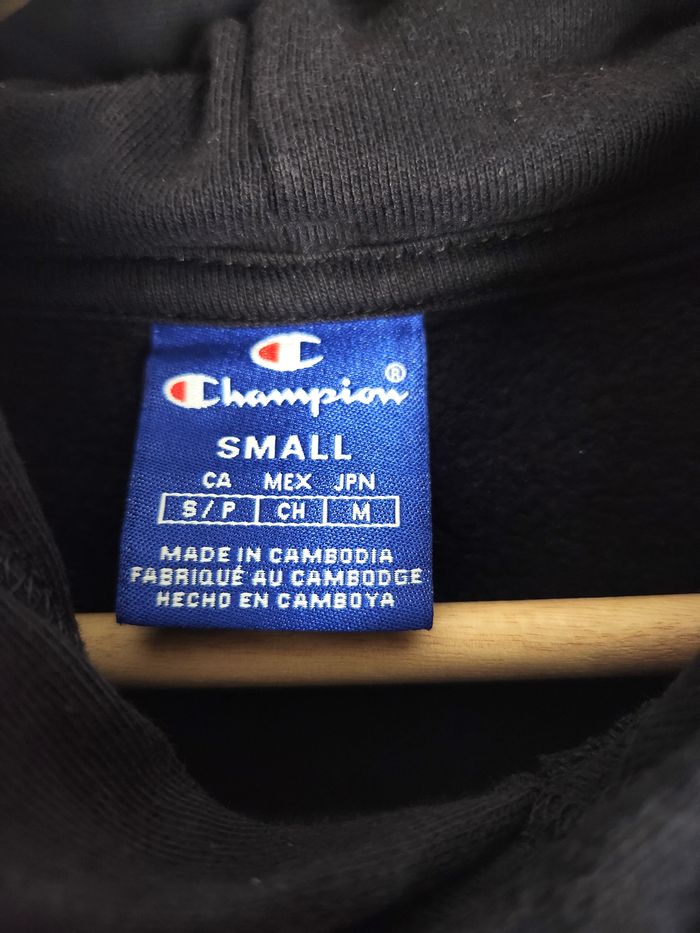 Champion®
SMALL
CA MEX JPN
S/P CH M
MADE IN CAMBODIA
FABRIQUÉ AU CAMBODGE
HECHO EN CAMBOYA